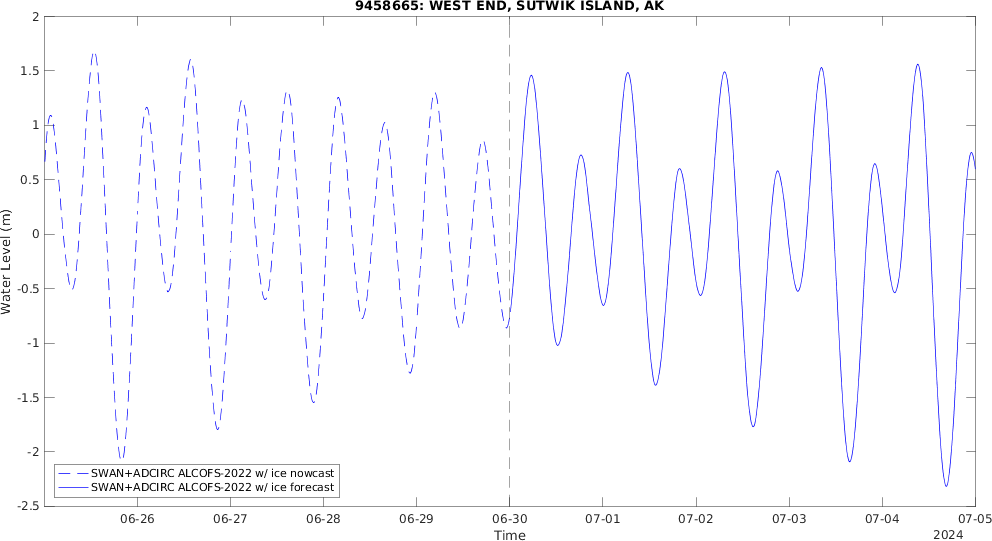 9458665: WEST END, SUTWIK ISLAND, AK
Water Level (m)
2
1.5
1
0.5
0
-0.5
-1
-1.5
-2
-2.5
SWAN+ADCIRC ALCOFS-2022 w/ ice nowcast
SWAN+ADCIRC ALCOFS-2022 w/ ice forecast
06-26 06-27 06-28 06-29 06-30 07-01 07-02 07-03 07-04 07-05
Time
2024